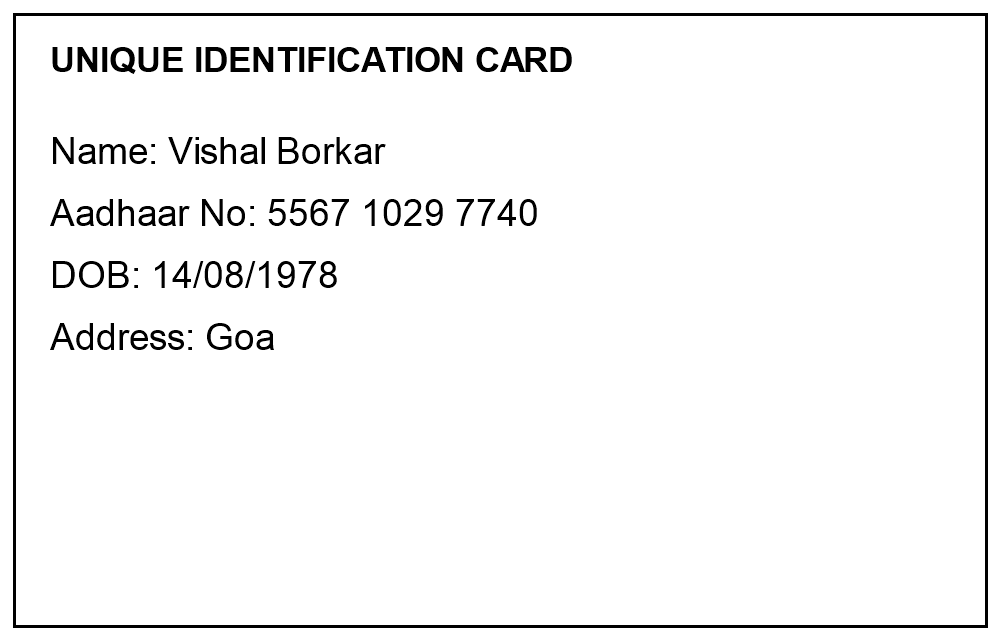 UNIQUE IDENTIFICATION CARD
Name: Vishal Borkar
Aadhaar No: 5567 1029 7740
DOB: 14/08/1978
Address: Goa